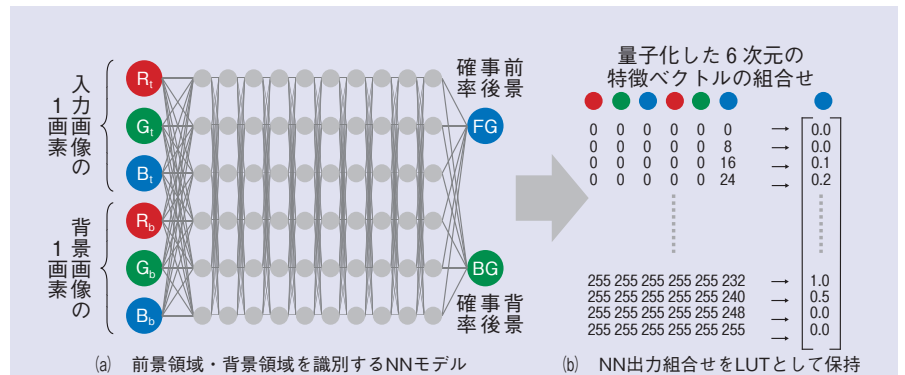 入力画像の
1画素
背景画像の
1画素
Rt
Gt
Bt
Rb
Gb
Bb
前景
事後
確率
FG
BG
背景
事後
確率
(a) 前景領域・背景領域を識別するNNモデル
量子化した6次元の
特徴ベクトルの組合せ
0 0 0 0 0 0 → 0.0
0 0 0 0 0 8 → 0.0
0 0 0 0 0 16 → 0.1
0 0 0 0 0 24 → 0.2
255 255 255 255 255 232 → 1.0
255 255 255 255 255 240 → 0.5
255 255 255 255 255 248 → 0.0
255 255 255 255 255 255 → 0.0
(b) NN出力組合せをLUTとして保持